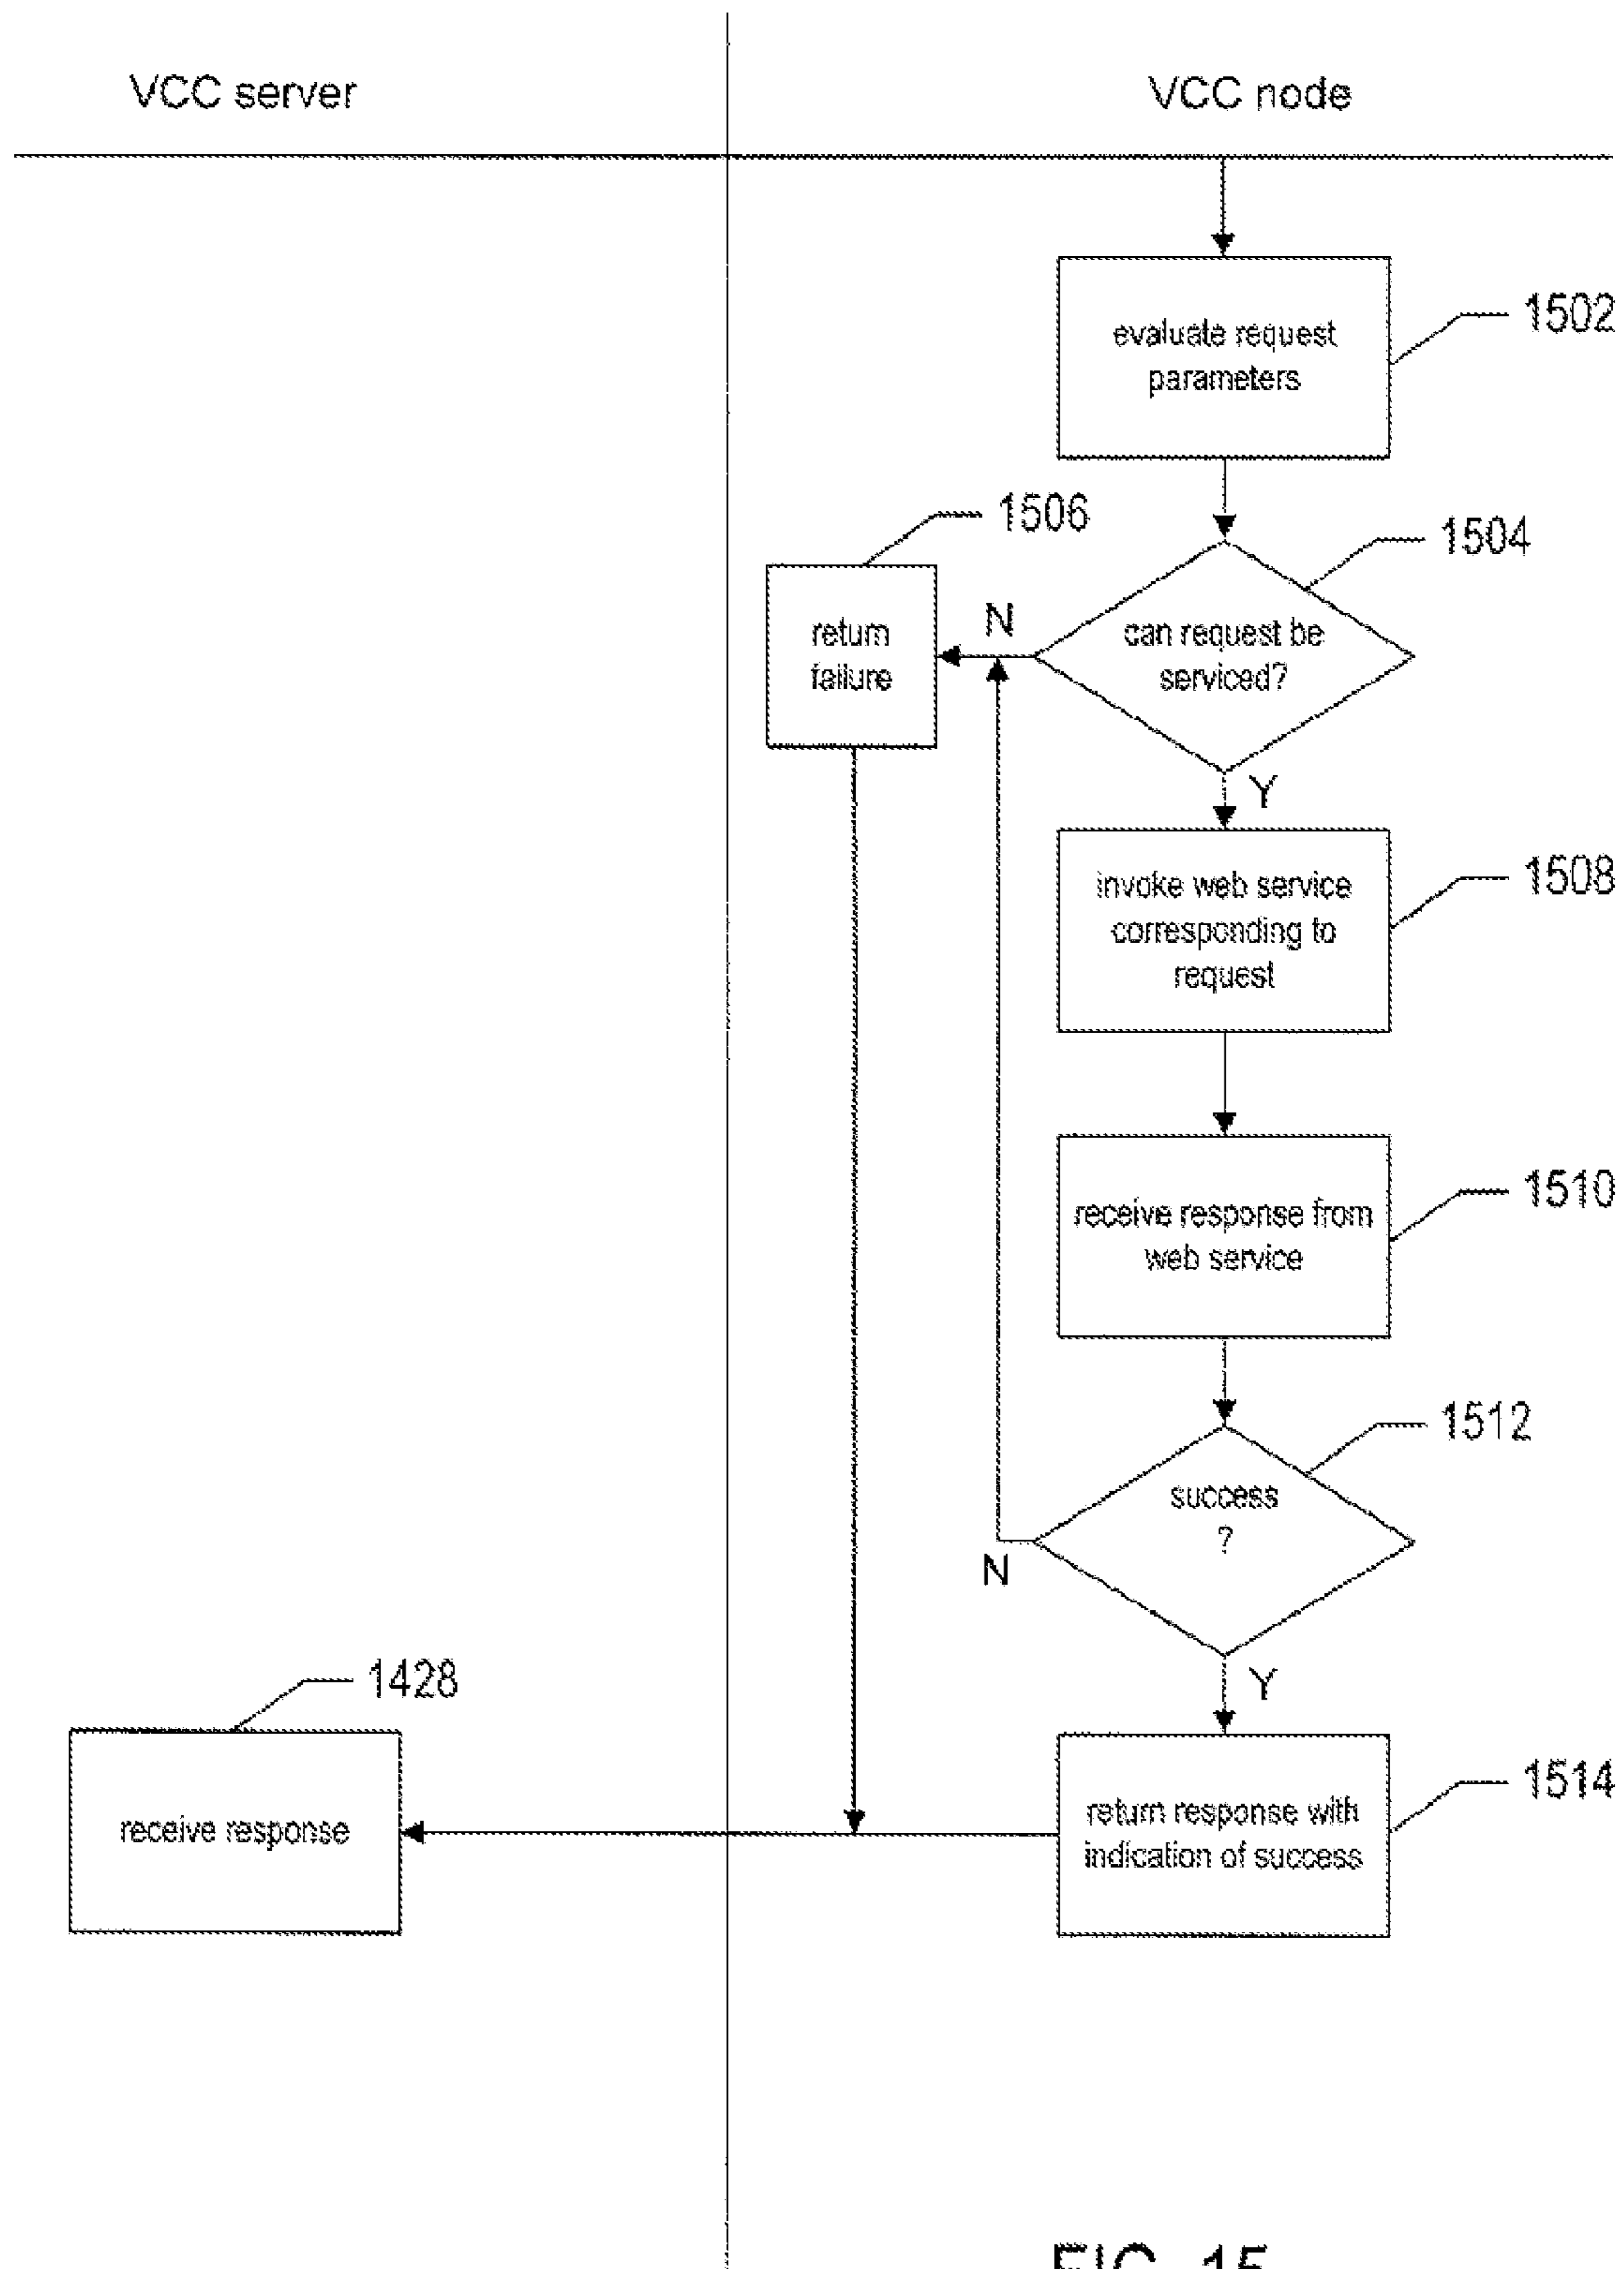 VCC server
VCC node
evaluate request
parameters
1502
1506
1504
return
failure
N
can request be
serviced?
Y
invoke web service
corresponding to
request
1508
receive response from
web service
1510
1512
success
?
N
Y
1428
receive response
return response with
indication of success
1514
FIG. 15